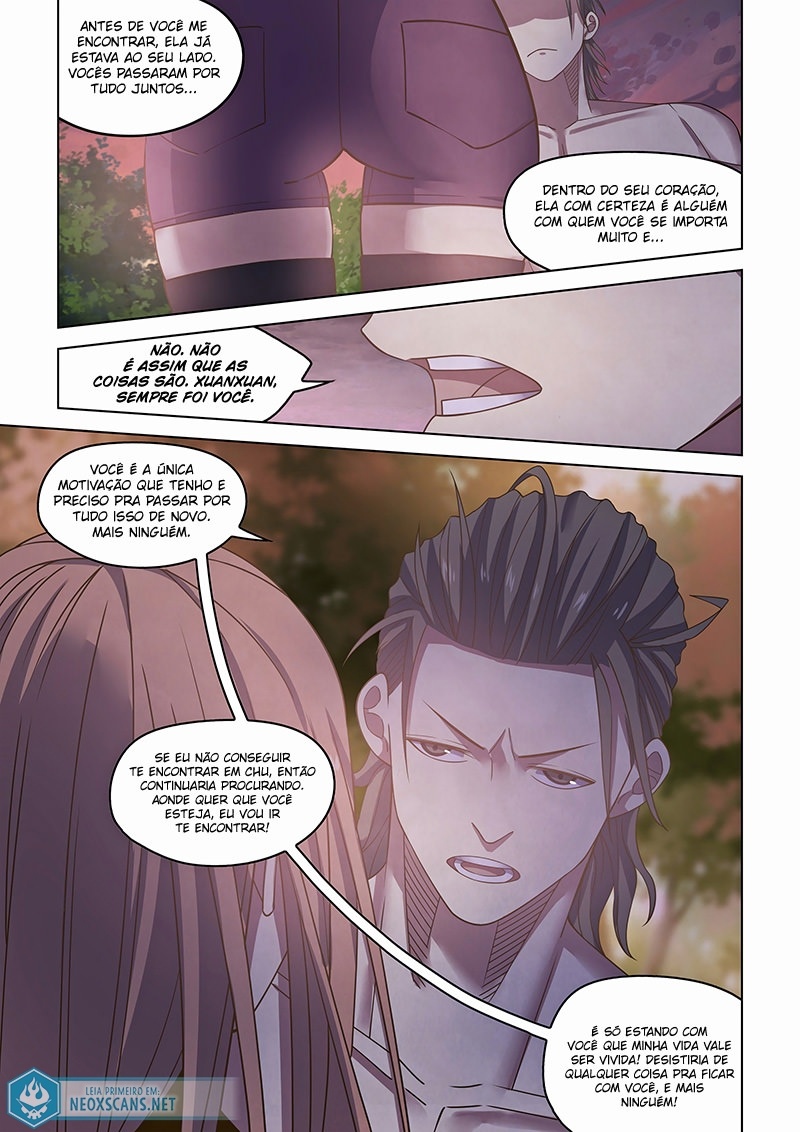 ANTES DE VOCÊ ME
ENCONTRAR, ELA JÁ
ESTAVA AO SEU LADO.
VOCÊS PASSARAM POR
TUDO JUNTOS...
DENTRO DO SEU CORAÇÃO,
ELA COM CERTEZA É ALGUÉM
COM QUEM VOCÊ SE IMPORTA
MUITO E...
NÃO. NÃO
É ASSIM QUE AS
COISAS SÃO. XUANXUAN,
SEMPRE FOI VOCÊ.
VOCÊ É A ÚNICA
MOTIVAÇÃO QUE TENHO E
PRECISO PRA PASSAR POR
TUDO ISSO DE NOVO.
MAIS NINGUÉM.
SE EU NÃO CONSEGUIR
TE ENCONTRAR EM CHU, ENTÃO
CONTINUARIA PROCURANDO.
AONDE QUER QUE VOCÊ
ESTEJA, EU VOU IR
TE ENCONTRAR!
É SÓ ESTANDO COM
VOCÊ QUE MINHA VIDA VALE
SER VIVIDA! DESISTIRIA DE
QUALQUER COISA PRA FICAR
COM VOCÊ, E MAIS
NINGUÉM!
LEIA PRIMEIRO EM:
NEOXSCANS.NET